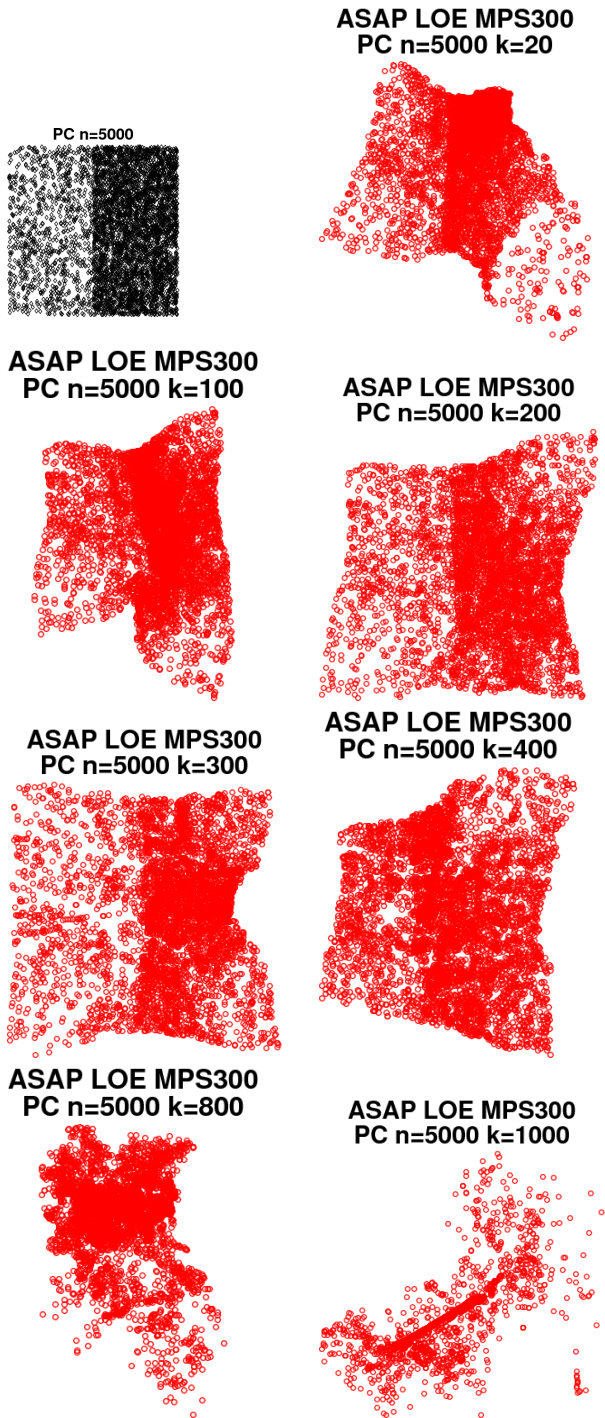 PC n=5000
ASAP LOE MPS300
PC n=5000 k=20
ASAP LOE MPS300
PC n=5000 k=100
ASAP LOE MPS300
PC n=5000 k=200
ASAP LOE MPS300
PC n=5000 k=300
ASAP LOE MPS300
PC n=5000 k=400
ASAP LOE MPS300
PC n=5000 k=800
ASAP LOE MPS300
PC n=5000 k=1000